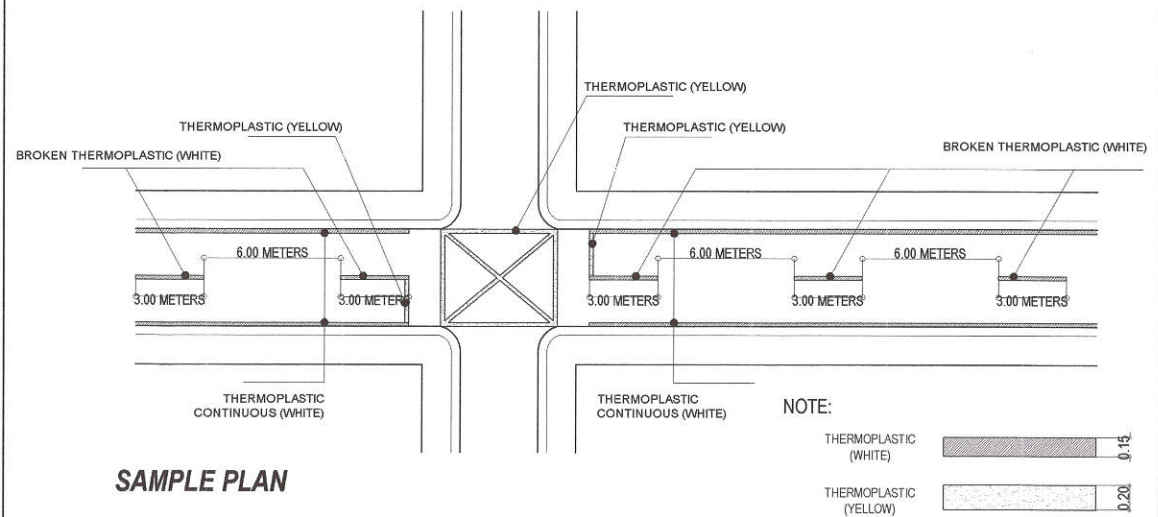 THERMOPLASTIC (YELLOW)
THERMOPLASTIC (YELLOW)
THERMOPLASTIC (YELLOW)
BROKEN THERMOPLASTIC (WHITE)
BROKEN THERMOPLASTIC (WHITE)
6.00 METERS
6.00 METERS
6.00 METERS
3.00 METERS
3.00 METERS
3.00 METERS
3.00 METERS
3.00 METERS
THERMOPLASTIC
CONTINUOUS (WHITE)
THERMOPLASTIC
CONTINUOUS (WHITE)
NOTE:
THERMOPLASTIC
(WHITE)
0.15
THERMOPLASTIC
(YELLOW)
0.20
SAMPLE PLAN